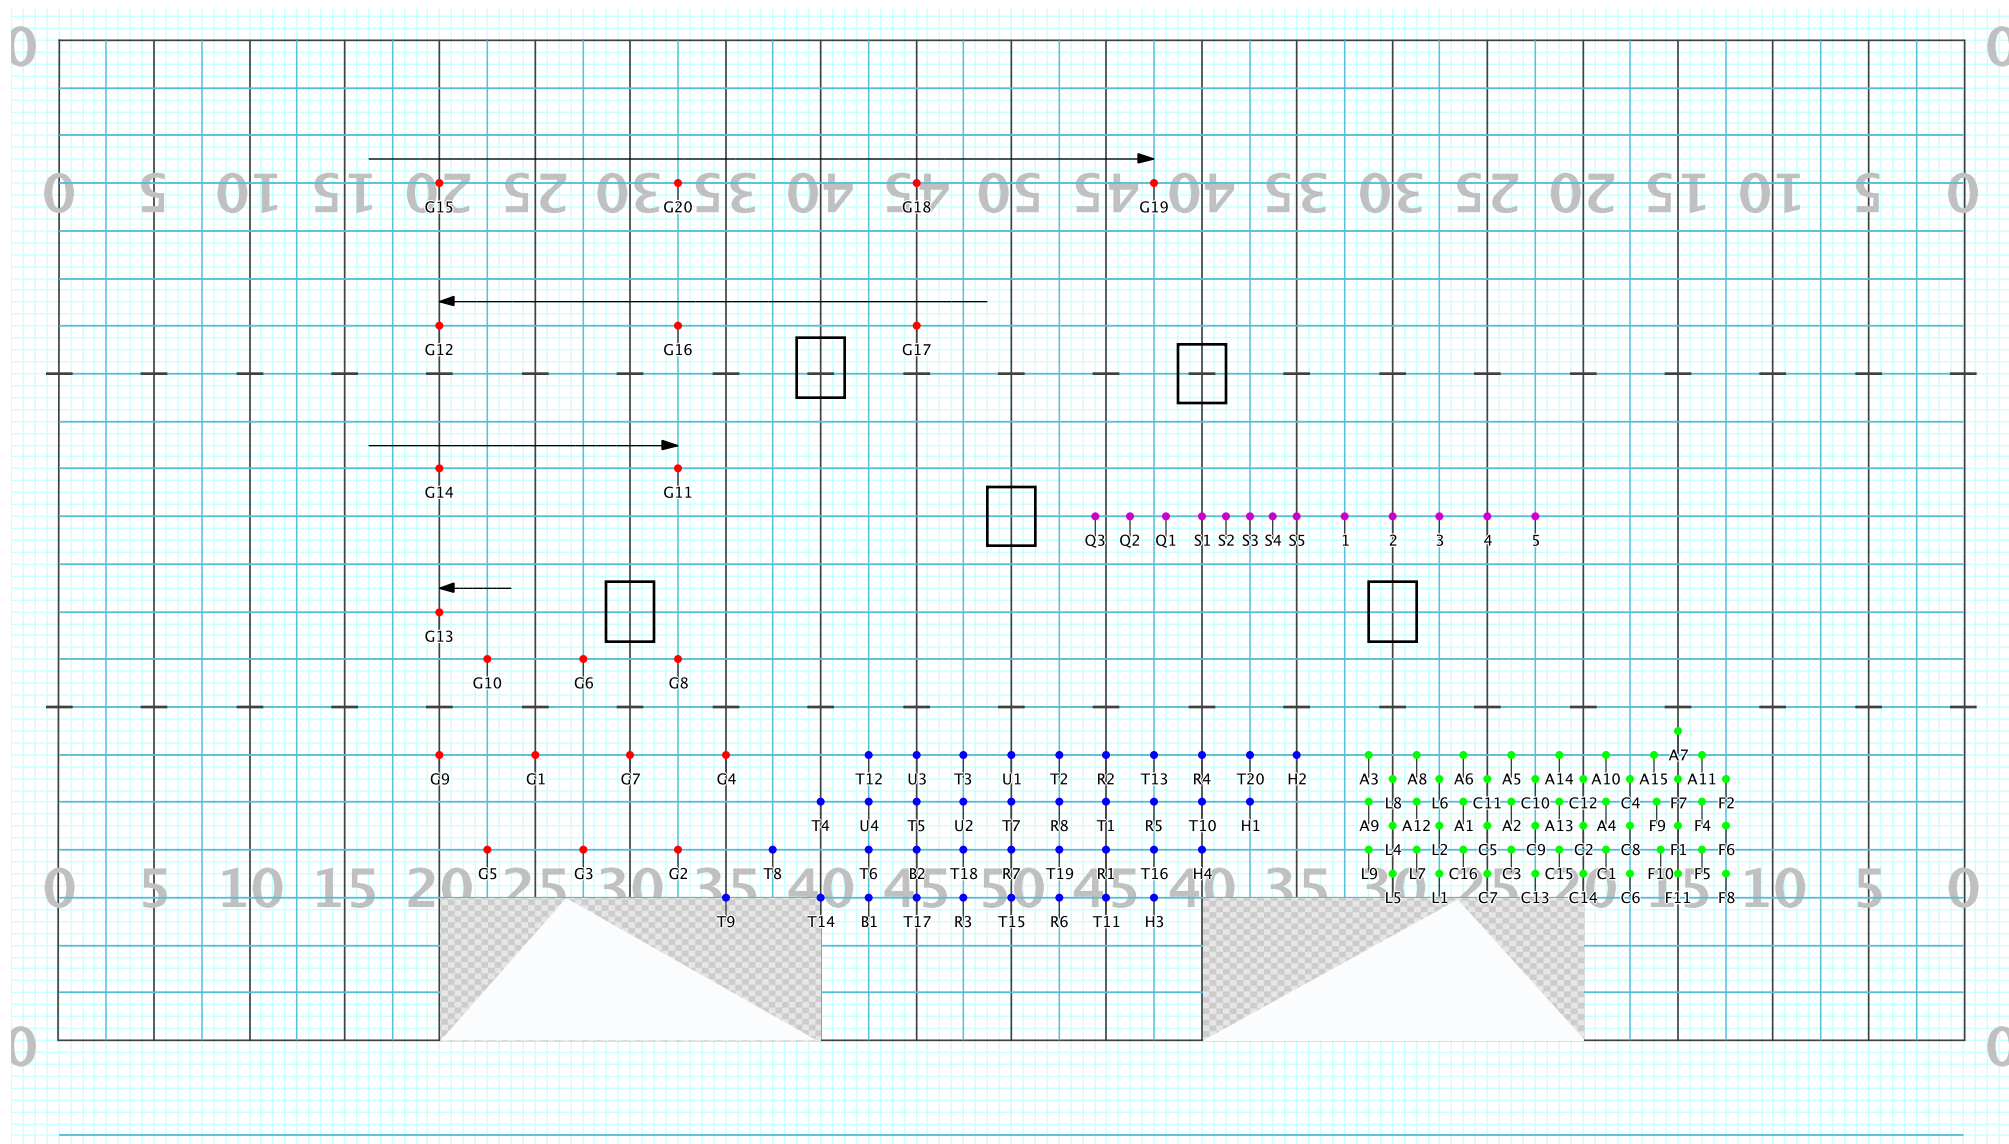 0 0
0 5 10 15 20 25 30 35 40 45 50 45 40 35 30 25 20 15 10 5 0
G15 G20 G18 G19
G12 G16 G17
G14 G11
Q3 Q2 Q1 S1 S2 S3 S4 S5 1 2 3 4 5
G13
G10 G6 G8
A7
G9 G1 G7 G4 T12 U3 T3 U1 T2 R2 T13 R4 T20 H2 A3 A8 A6 A5 A14 A10 A15 A11
L8 L6 C11 C10 C12 C4 F7 F2
T4 U4 T5 U2 T7 R8 T1 R5 T10 H1 A9 A12 A1 A2 A13 A4 F9 F4
L4 L2 C5 C9 C2 C8 F1 F6
G5 G3 G2 T8 T6 B2 T18 R7 T19 R1 T16 H4 L9 L7 C16 C3 C15 C1 F10 F5
0 5 10 15 20 25 30 35 40 45 50 45 40 35 30 25 20 15 10 5 0
L5 L1 C7 C13 C14 C6 F11 F8
T9 T14 B1 T17 R3 T15 R6 T11 H3
0 0